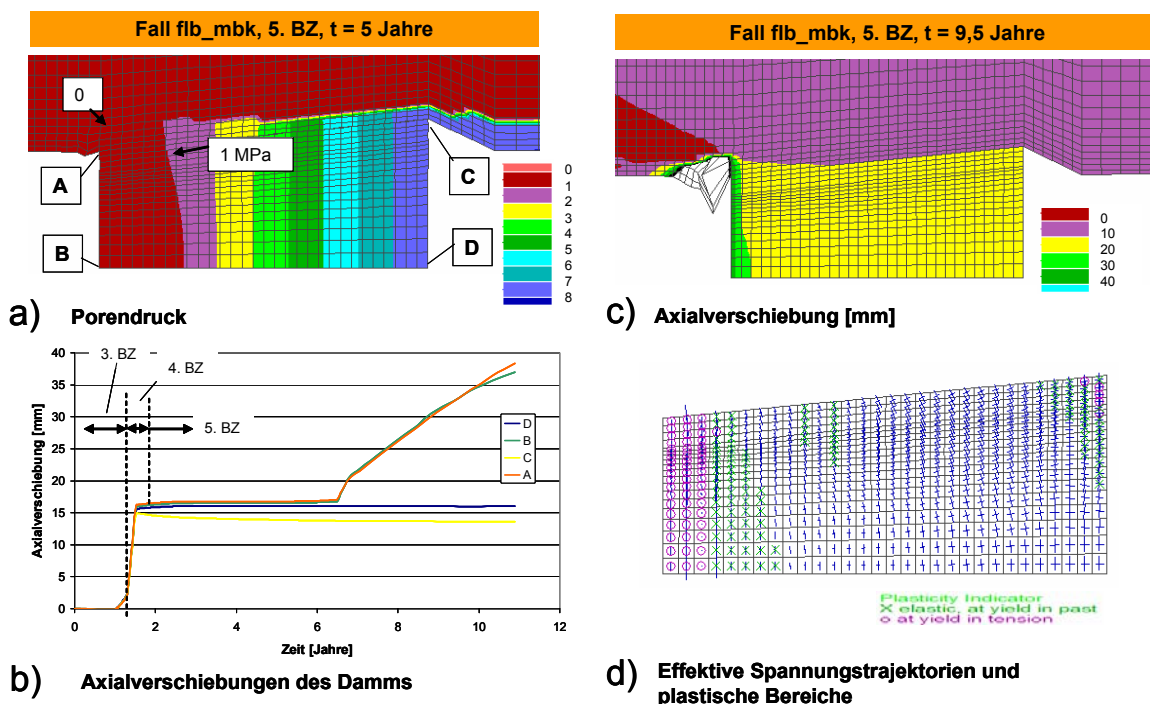 Fall flb_mbk, 5. BZ, t = 5 Jahre
0
1 MPa
A
B
C
D
0
1
2
3
4
5
6
7
8
a) Porendruck
Fall flb_mbk, 5. BZ, t = 9,5 Jahre
0
10
20
30
40
c) Axialverschiebung [mm]
3. BZ
4. BZ
5. BZ
Axialverschiebung [mm]
40
35
30
25
20
15
10
5
0
0 2 4 6 8 10 12
Zeit [Jahre]
D
B
C
A
b) Axialverschiebungen des Damms
Plasticity Indicator
X elastic, at yield in past
o at yield in tension
d) Effektive Spannungstrajektorien und
plastische Bereiche